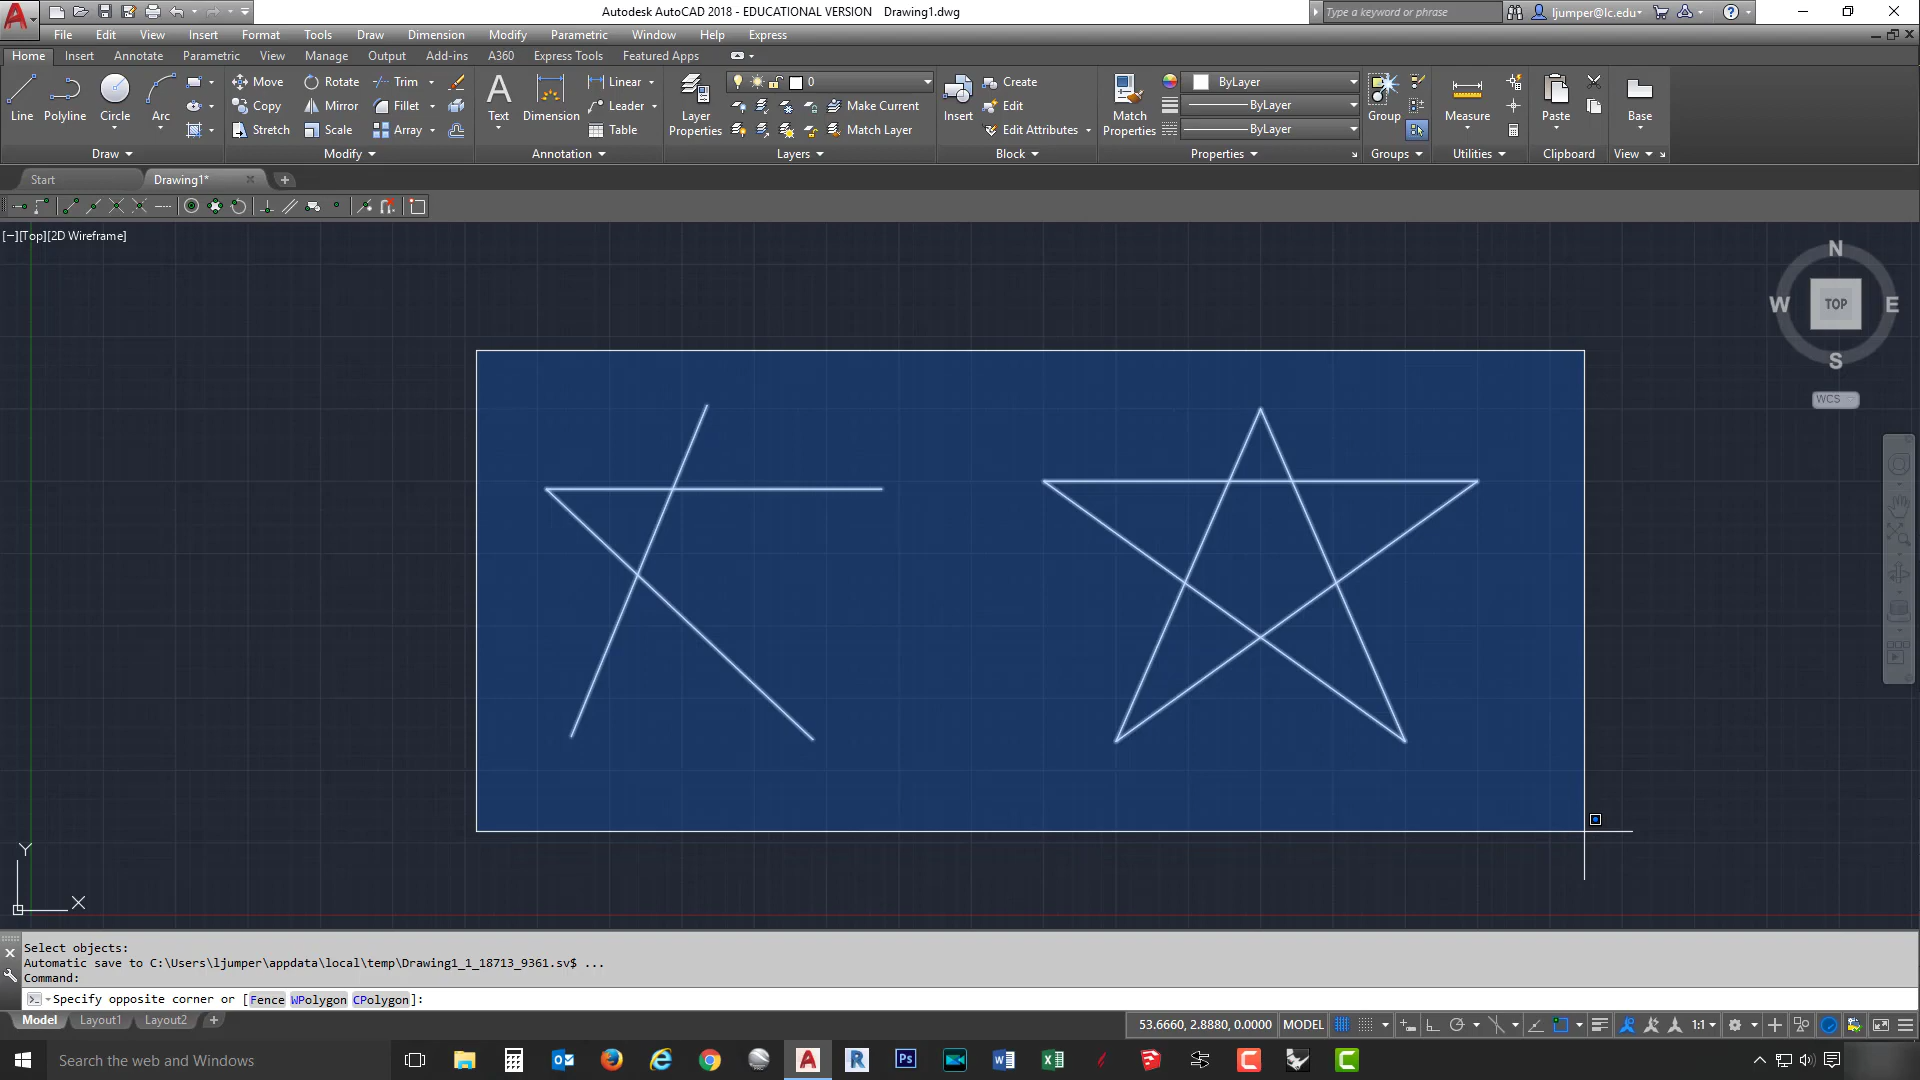 Autodesk AutoCAD 2018 - EDUCATIONAL VERSION Drawing1.dwg
Type a keyword or phrase
ljumper@lc.edu
File Edit View Insert Format Tools Draw Dimension Modify Parametric Window Help Express
Home Insert Annotate Parametric View Manage Output Add-ins A360 Express Tools Featured Apps
Line Polyline Circle Arc
Move Rotate Trim
Copy Mirror Fillet
Stretch Scale Array
Text Dimension
Linear
Leader
Table
Layer Properties
0
Make Current
Match Layer
Insert
Create
Edit
Edit Attributes
Match Properties
ByLayer
ByLayer
ByLayer
Group
Measure
Paste
Base
Draw Modify Annotation Layers Block Properties Groups Utilities Clipboard View
Start Drawing1*
[−][Top][2D Wireframe]
N
W TOP E
S
WCS
Y
X
Select objects:
Automatic save to C:\Users\ljumper\appdata\local\temp\Drawing1_1_18713_9361.sv$ ...
Command:
Specify opposite corner or [Fence WPolygon CPolygon]:
Model Layout1 Layout2
53.6660, 2.8880, 0.0000 MODEL 1:1
Search the web and Windows